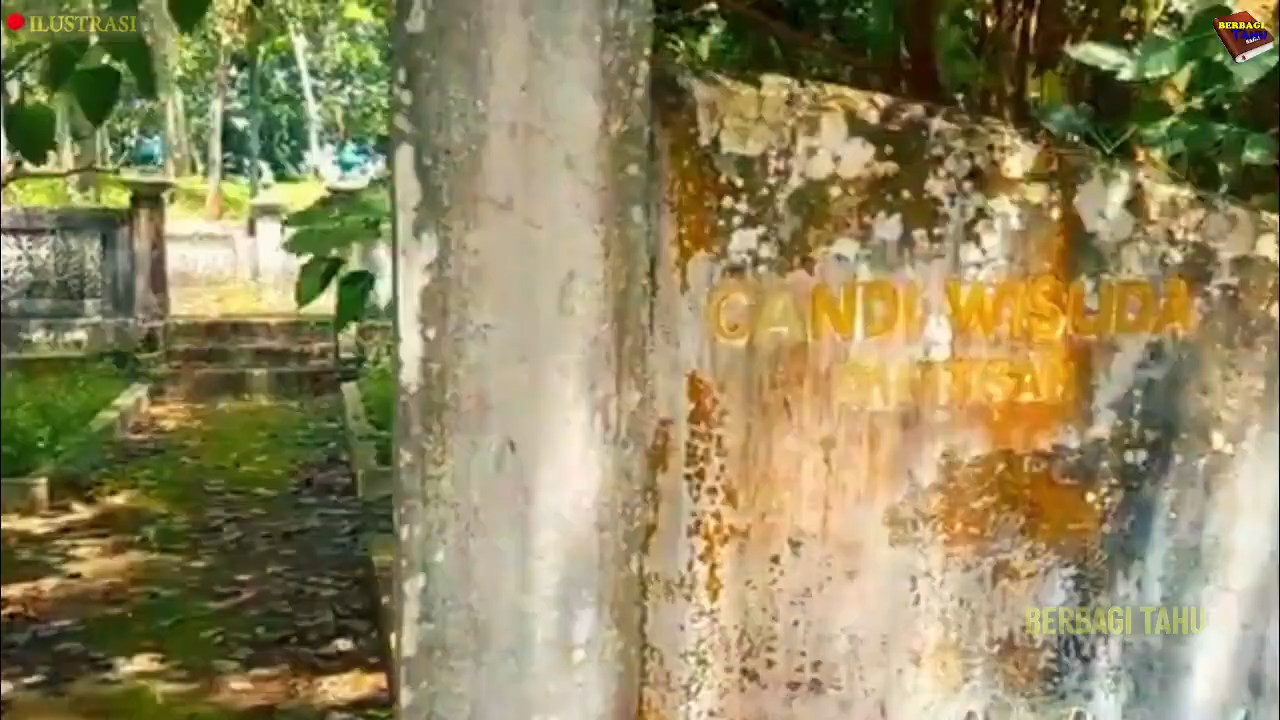 ILUSTRASI
BERBAGI
TAHU
CANDI WISUDA
BERBAGI TAHU